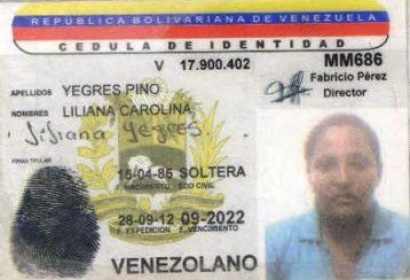 REPÚBLICA BOLIVARIANA DE VENEZUELA
CEDULA DE IDENTIDAD
V 17.900.402 MM686
Fabricio Pérez
Director
APELLIDOS YEGRES PINO
NOMBRES LILIANA CAROLINA
Liliana Yegres
FIRMA TITULAR
15-04-86 SOLTERA
F. NACIMIENTO EDO CIVIL
28-09-12 09-2022
F. EXPEDICION F. VENCIMIENTO
VENEZOLANO